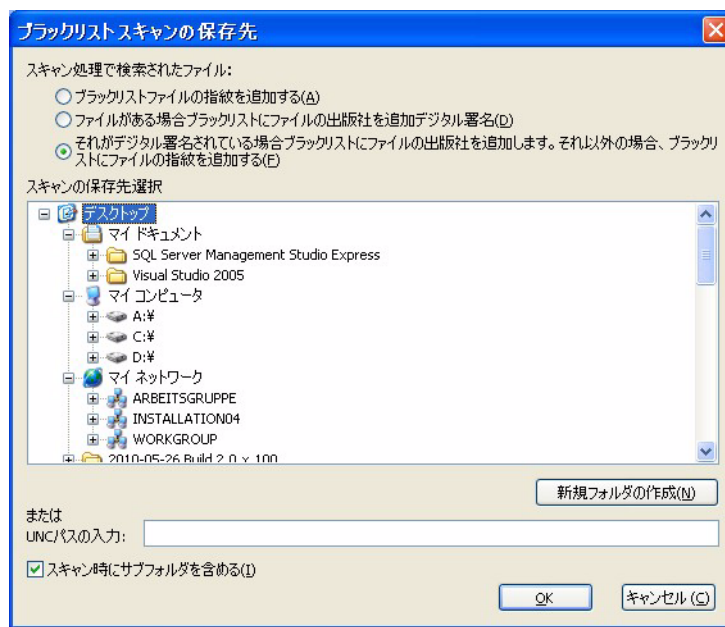 ブラックリスト スキャンの保存先
スキャン処理で検索されたファイル:
ブラックリストファイルの指紋を追加する(A)
ファイルがある場合ブラックリストにファイルの出版社を追加デジタル署名(D)
それがデジタル署名されている場合ブラックリストにファイルの出版社を追加します。それ以外の場合、ブラック
リストにファイルの指紋を追加する(F)
スキャンの保存先選択
デスクトップ
マイ ドキュメント
SQL Server Management Studio Express
Visual Studio 2005
マイ コンピュータ
A:¥
C:¥
D:¥
マイ ネットワーク
ARBEITSGRUPPE
INSTALLATION04
WORKGROUP
2010-05-26 Build 2.0 x 100
新規フォルダの作成(N)
または
UNCパスの入力:
スキャン時にサブフォルダを含める(I)
OK
キャンセル(C)